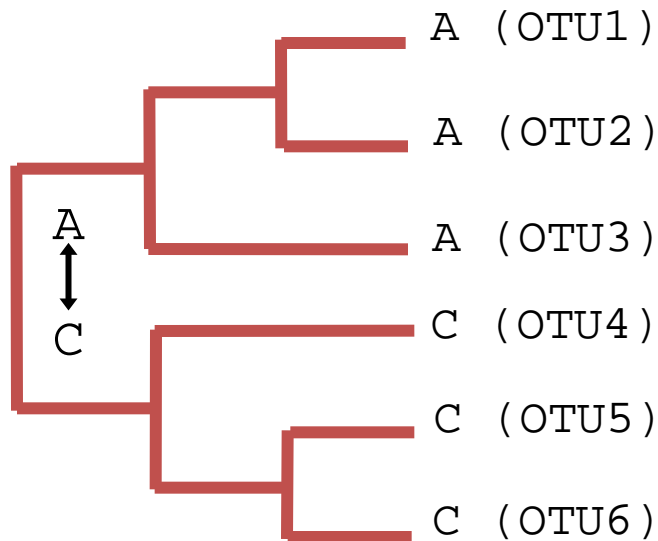 A (OTU1)
A (OTU2)
A
A (OTU3)
C (OTU4)
C
C (OTU5)
C (OTU6)